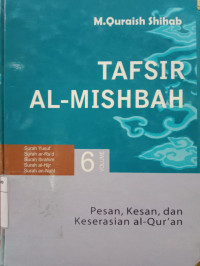 M.Quraish Shihab
TAFSIR
AL-MISHBAH
Surah Yusuf
Surah ar-Ra'd
Surah Ibrahim
Surah al-Hijr
Surah an-Nahl
6
VOLUME
Pesan, Kesan, dan
Keserasian al-Qur'an